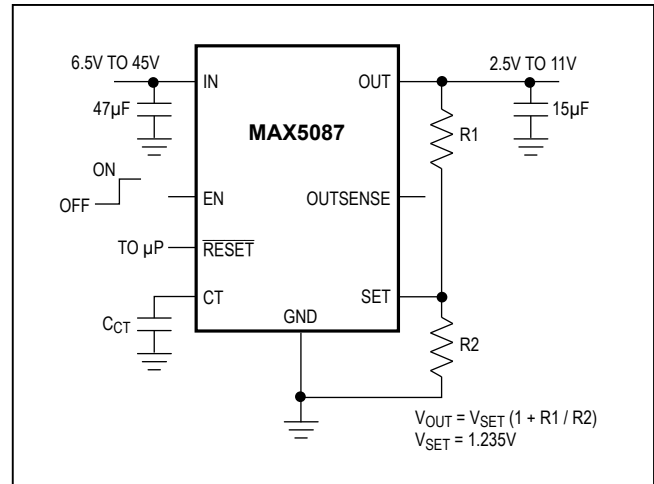 6.5V TO 45V
2.5V TO 11V
IN
OUT
47µF
15µF
MAX5087
R1
ON
OFF
EN
OUTSENSE
TO µP
RESET
CT
SET
CCT
GND
R2
VOUT = VSET (1 + R1 / R2)
VSET = 1.235V